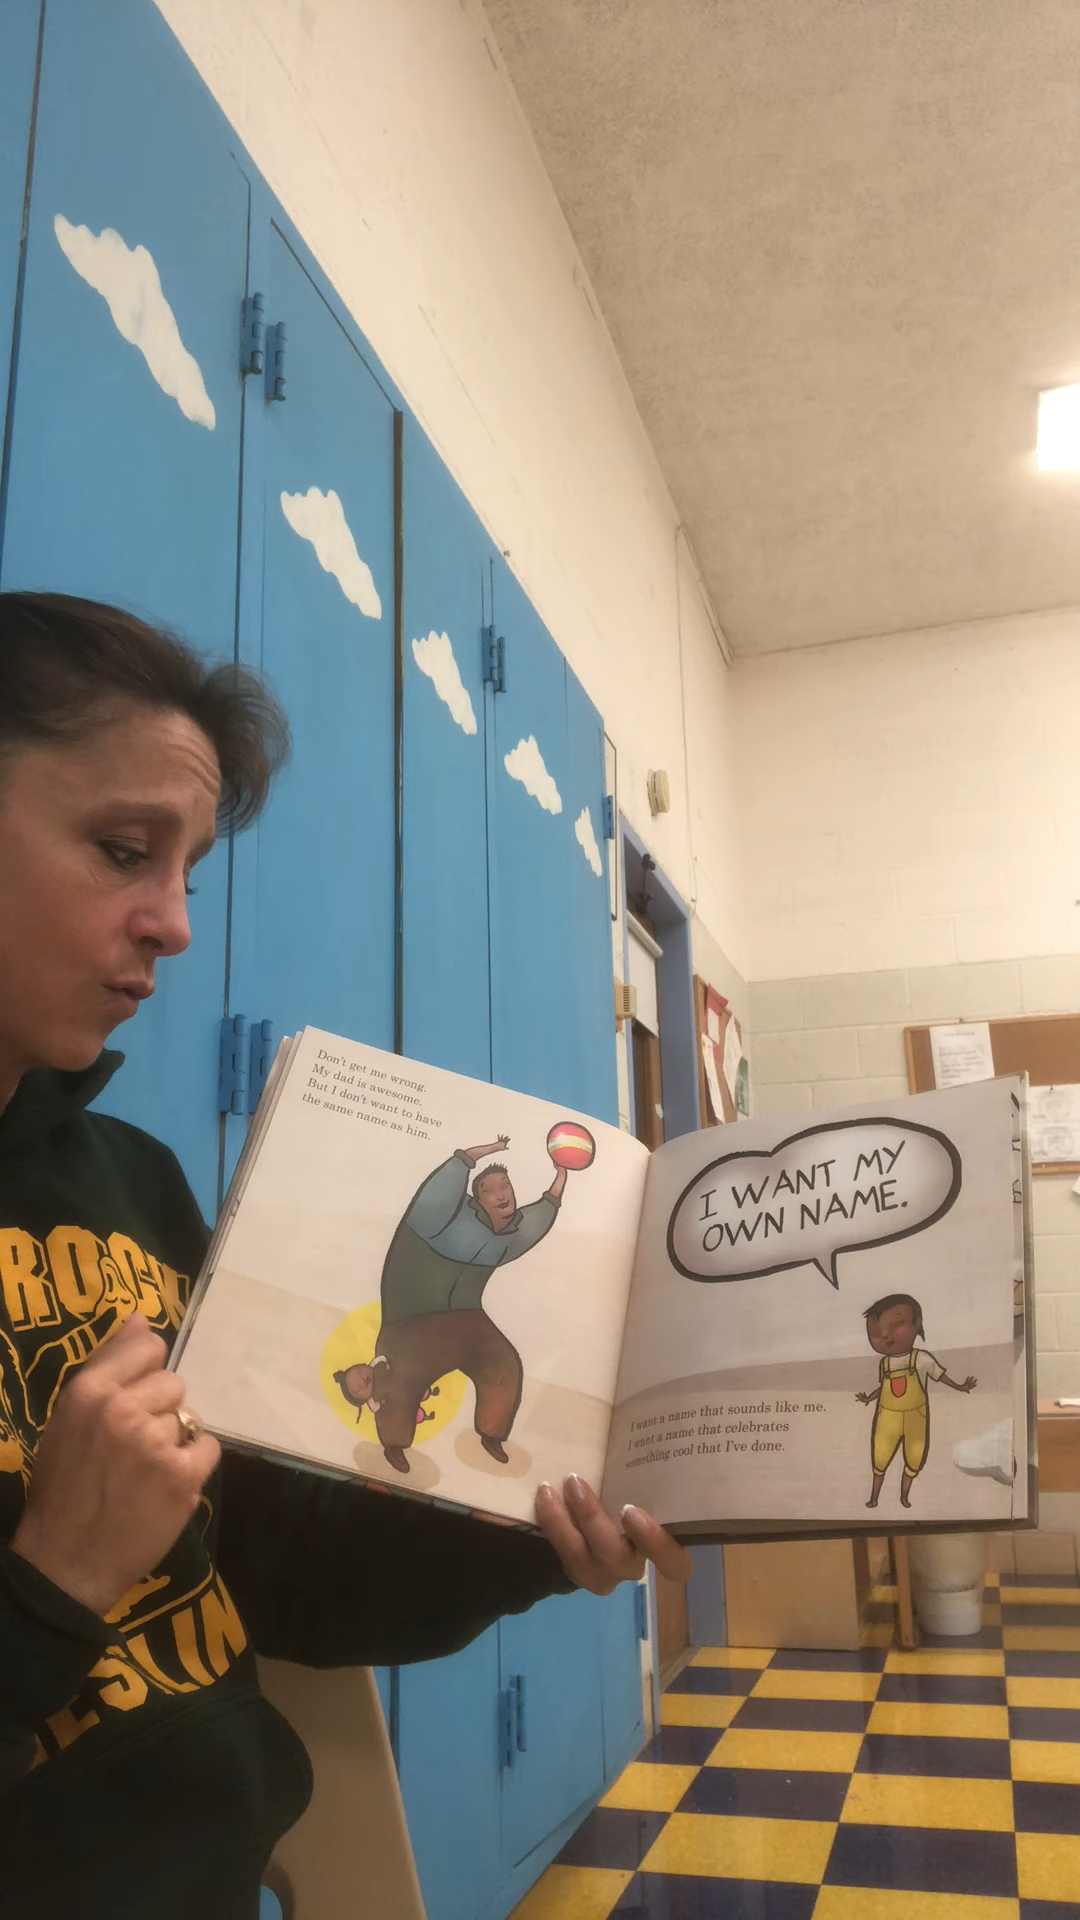 Don't get me wrong.
My dad is awesome.
But I don't want to have
the same name as him.
I WANT MY
OWN NAME.
I want a name that sounds like me.
I want a name that celebrates
something cool that I've done.
ROCK